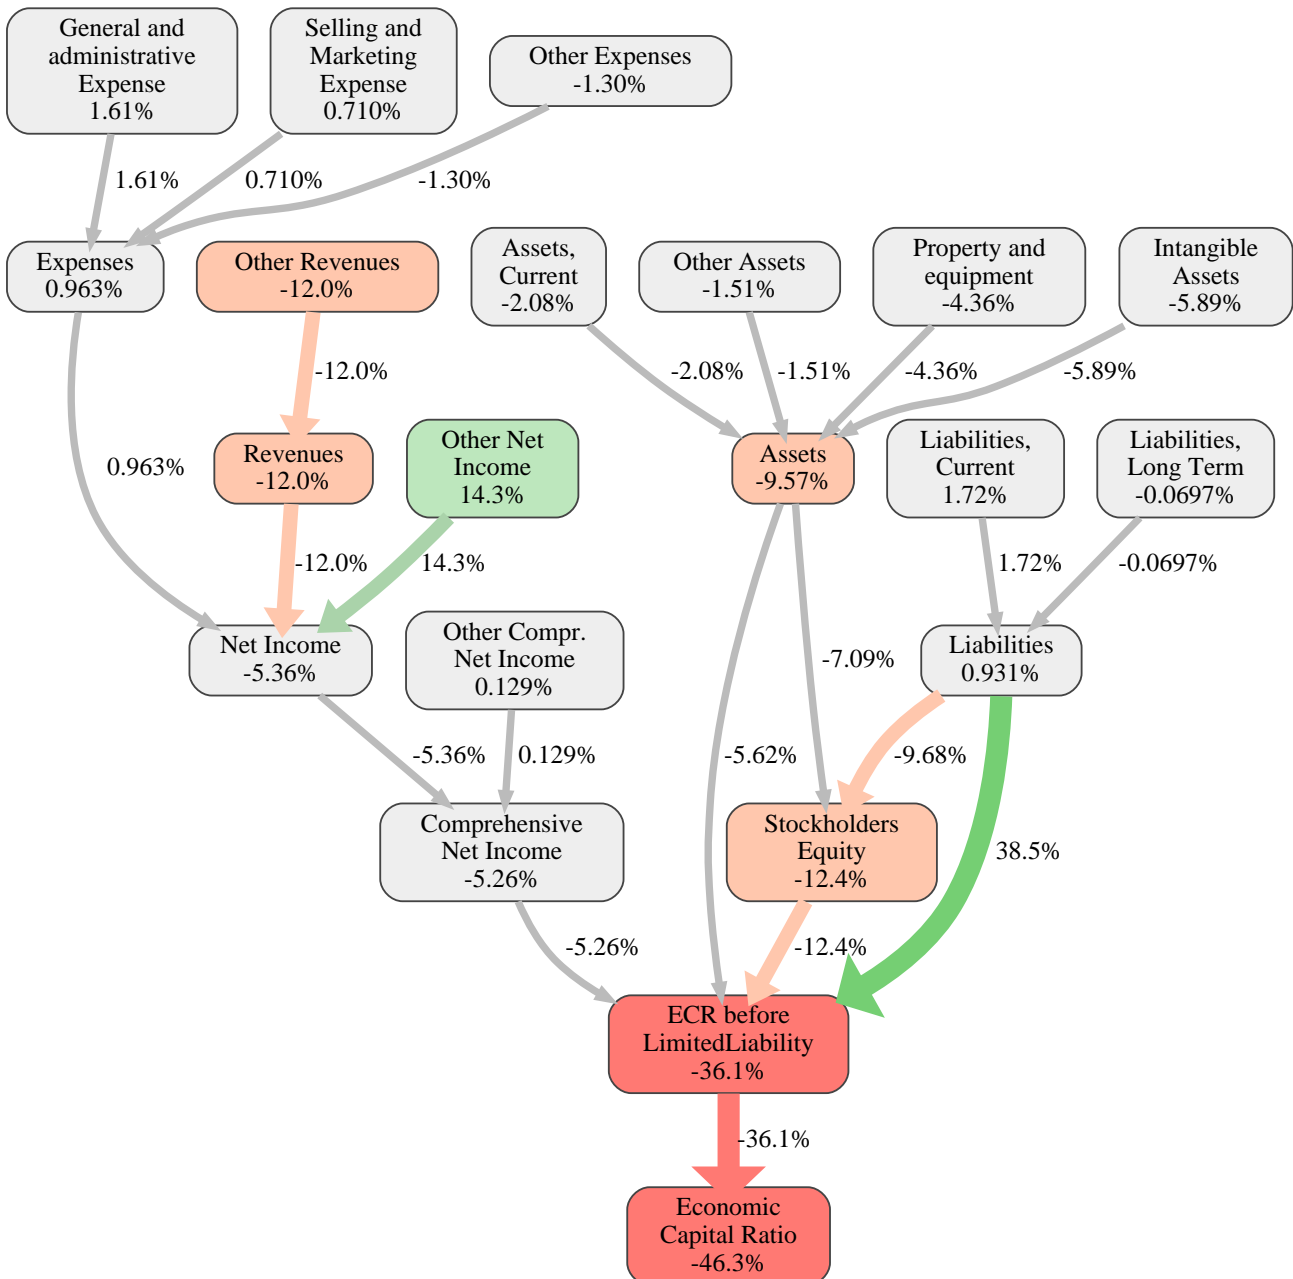 General and
administrative
Expense
1.61%
Selling and
Marketing
Expense
0.710%
Other Expenses
-1.30%
1.61%
0.710%
-1.30%
Expenses
0.963%
Other Revenues
-12.0%
Assets,
Current
-2.08%
Other Assets
-1.51%
Property and
equipment
-4.36%
Intangible
Assets
-5.89%
-12.0%
-2.08%
-1.51%
-4.36%
-5.89%
0.963%
Revenues
-12.0%
Other Net
Income
14.3%
Assets
-9.57%
Liabilities,
Current
1.72%
Liabilities,
Long Term
-0.0697%
-12.0%
14.3%
1.72%
-0.0697%
Net Income
-5.36%
Other Compr.
Net Income
0.129%
-7.09%
Liabilities
0.931%
-5.36%
0.129%
-5.62%
-9.68%
Comprehensive
Net Income
-5.26%
Stockholders
Equity
-12.4%
38.5%
-5.26%
-12.4%
ECR before
LimitedLiability
-36.1%
-36.1%
Economic
Capital Ratio
-46.3%